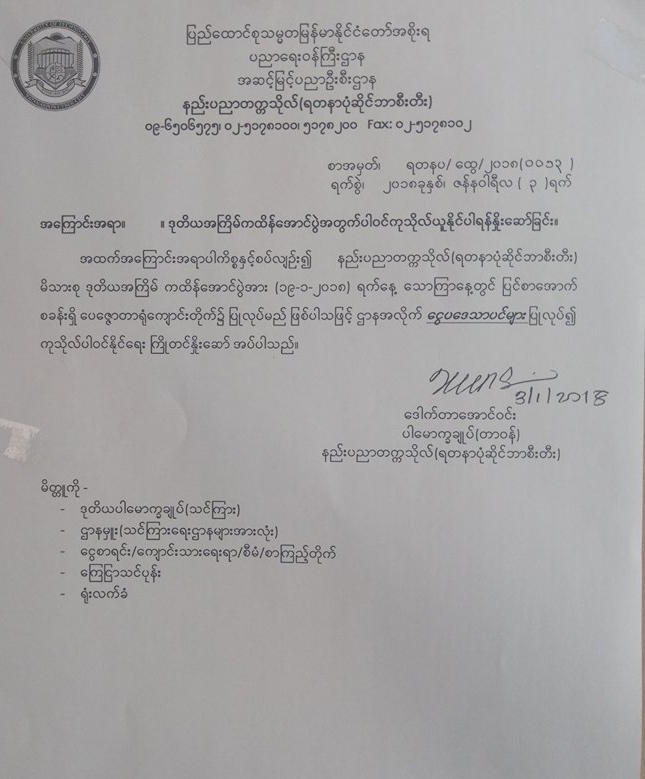 ပြည်ထောင်စုသမ္မတမြန်မာနိုင်ငံတော်အစိုးရ
ပညာရေးဝန်ကြီးဌာန
အဆင့်မြင့်ပညာဦးစီးဌာန
နည်းပညာတက္ကသိုလ်(ရတနာပုံဆိုင်ဘာစီးတီး)
၀၉-၆၅၀၆၅၇၅၊ ၀၂-၅၁၇၈၁၀၀၊ ၅၁၇၈၂၀၀ Fax: ၀၂-၅၁၇၈၁၀၂
စာအမှတ်၊ ရတနပ/ ထွေ/၂၀၁၈(၀၀၁၃ )
ရက်စွဲ၊ ၂၀၁၈ခုနှစ်၊ ဇန်နဝါရီလ ( ၃ )ရက်
အကြောင်းအရာ။ ။ ဒုတိယအကြိမ်ကထိန်အောင်ပွဲအတွက်ပါဝင်ကုသိုလ်ယူနိုင်ပါရန်နှိုးဆော်ခြင်း။
အထက်အကြောင်းအရာပါကိစ္စနှင့်စပ်လျဉ်း၍ နည်းပညာတက္ကသိုလ်(ရတနာပုံဆိုင်ဘာစီးတီး)
မိသားစု ဒုတိယအကြိမ် ကထိန်အောင်ပွဲအား (၁၉-၁-၂၀၁၈) ရက်နေ့ သောကြာနေ့တွင် ပြင်စာအောက်
စခန်းရှိ ပေဇ္ဇောတာရုံကျောင်းတိုက်၌ ပြုလုပ်မည် ဖြစ်ပါသဖြင့် ဌာနအလိုက် ငွေပဒေသာပင်များ ပြုလုပ်၍
ကုသိုလ်ပါဝင်နိုင်ရေး ကြိုတင်နှိုးဆော် အပ်ပါသည်။
3/1/2018
ဒေါက်တာအောင်ဝင်း
ပါမောက္ခချုပ်(တာဝန်)
နည်းပညာတက္ကသိုလ်(ရတနာပုံဆိုင်ဘာစီးတီး)
မိတ္တူကို -
- ဒုတိယပါမောက္ခချုပ်(သင်ကြား)
- ဌာနမှူး(သင်ကြားရေးဌာနများအားလုံး)
- ငွေစာရင်း/ကျောင်းသားရေးရာ/စီမံ/စာကြည့်တိုက်
- ကြေငြာသင်ပုန်း
- ရုံးလက်ခံ